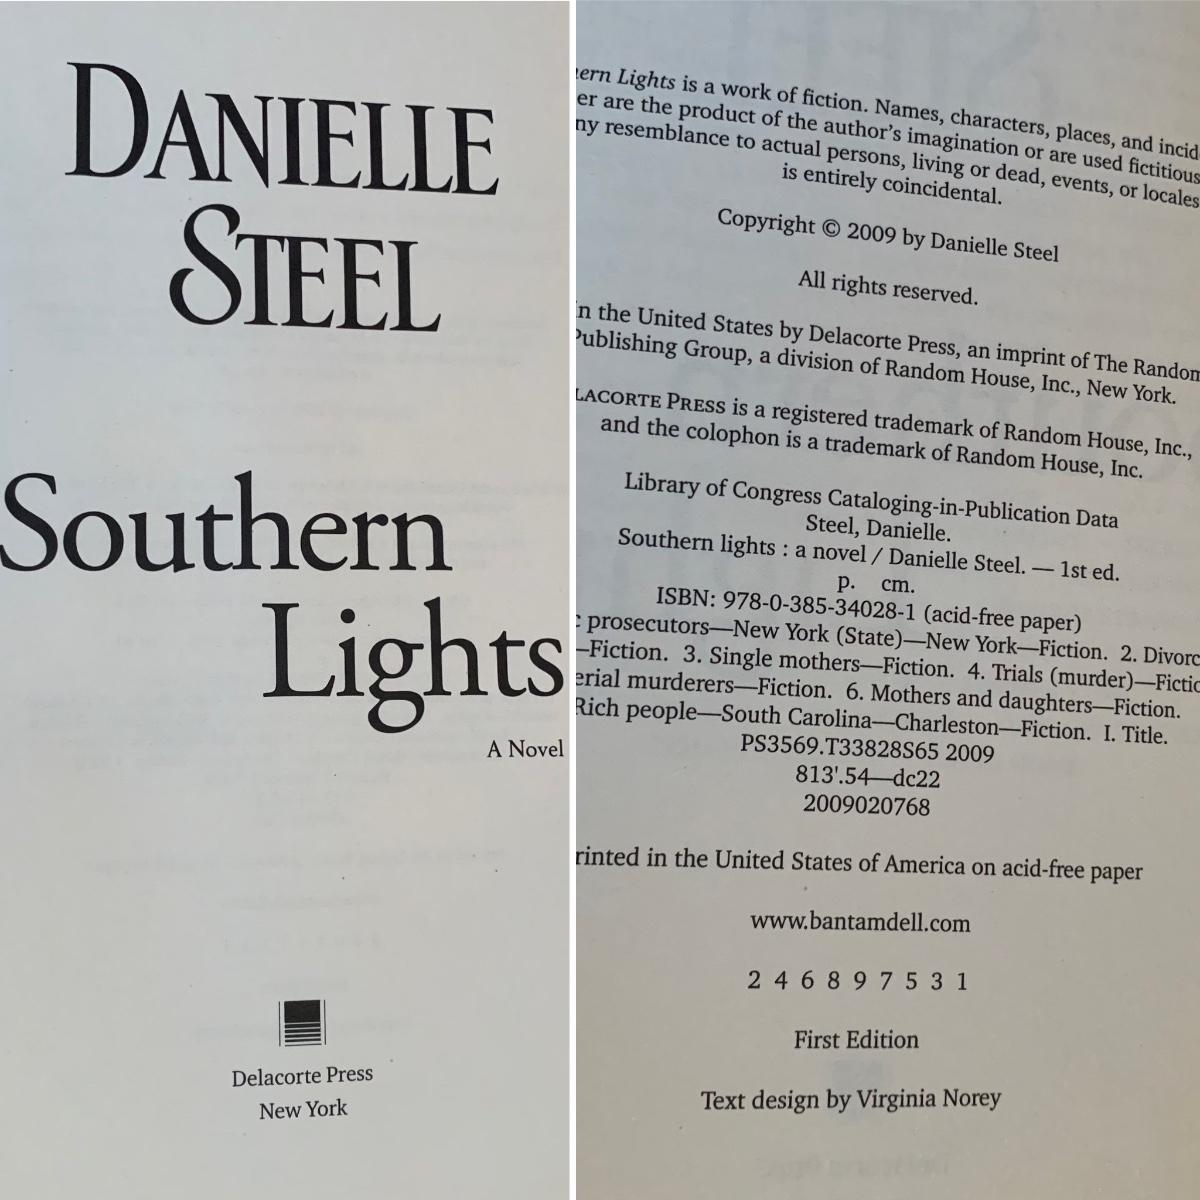 DANIELLE
STEEL
Southern
Lights
A Novel
Delacorte Press
New York
ern Lights is a work of fiction. Names, characters, places, and incid
er are the product of the author's imagination or are used fictitious
ny resemblance to actual persons, living or dead, events, or locales
is entirely coincidental.
Copyright © 2009 by Danielle Steel
All rights reserved.
n the United States by Delacorte Press, an imprint of The Random
Publishing Group, a division of Random House, Inc., New York.
LACORTE PRESS is a registered trademark of Random House, Inc.,
and the colophon is a trademark of Random House, Inc.
Library of Congress Cataloging-in-Publication Data
Steel, Danielle.
Southern lights : a novel / Danielle Steel. — 1st ed.
p. cm.
ISBN: 978-0-385-34028-1 (acid-free paper)
c prosecutors—New York (State)—New York—Fiction. 2. Divorc
—Fiction. 3. Single mothers—Fiction. 4. Trials (murder)—Fictio
erial murderers—Fiction. 6. Mothers and daughters—Fiction.
Rich people—South Carolina—Charleston—Fiction. I. Title.
PS3569.T33828S65 2009
813'.54—dc22
2009020768
rinted in the United States of America on acid-free paper
www.bantamdell.com
2 4 6 8 9 7 5 3 1
First Edition
Text design by Virginia Norey